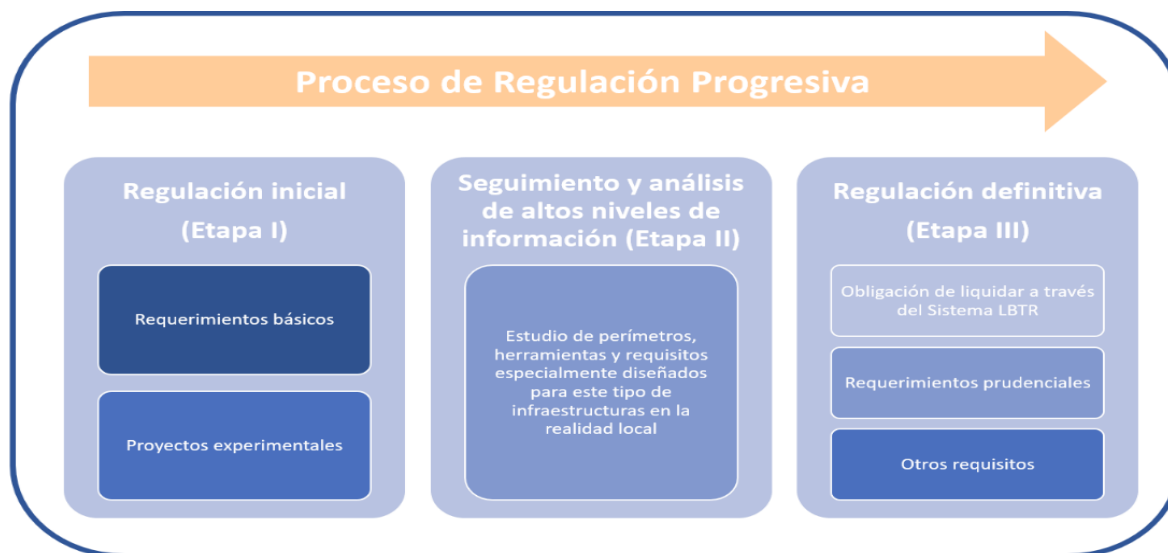 Proceso de Regulación Progresiva
Regulación inicial
(Etapa I)
Requerimientos básicos
Proyectos experimentales
Seguimiento y análisis
de altos niveles de
información (Etapa II)
Estudio de perímetros,
herramientas y requisitos
especialmente diseñados
para este tipo de
infraestructuras en la
realidad local
Regulación definitiva
(Etapa III)
Obligación de liquidar a través
del Sistema LBTR
Requerimientos prudenciales
Otros requisitos